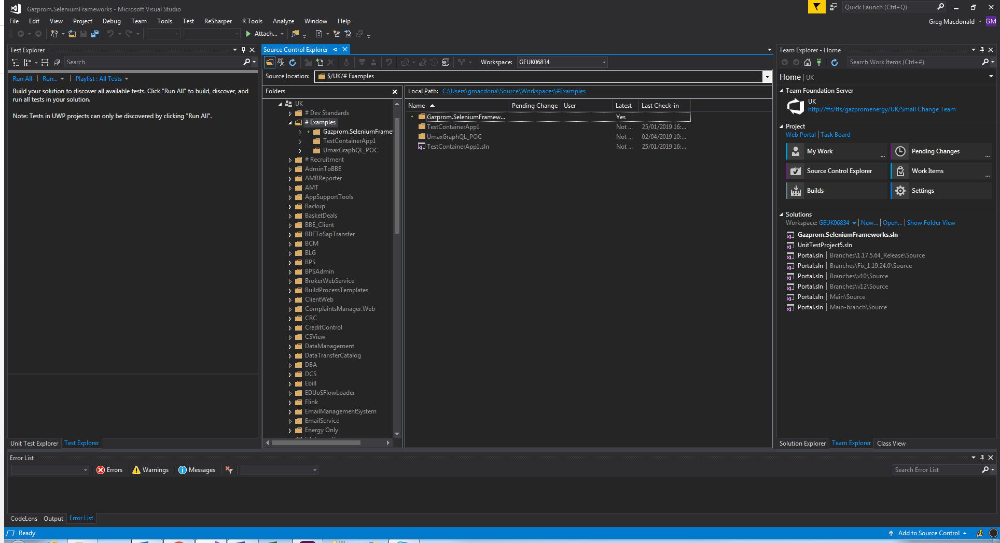 Gazprom.SeleniumFrameworks - Microsoft Visual Studio
Quick Launch (Ctrl+Q)
File Edit View Project Debug Team Tools Test ReSharper R Tools Analyze Window Help
Greg Macdonald GM
Attach...
Test Explorer
Search
Run All | Run... | Playlist : All Tests
Build your solution to discover all available tests. Click "Run All" to build, discover, and
run all tests in your solution.
Note: Tests in UWP projects can only be discovered by clicking "Run All".
Unit Test Explorer Test Explorer
Source Control Explorer
Workspace: GEUK06834
Source location: $/UK/# Examples
Folders
UK
# Dev Standards
# Examples
Gazprom.SeleniumFrame
TestContainerApp1
UmaxGraphQL_POC
# Recruitment
AdminToBBE
AMRReporter
AMT
AppSupportTools
Backup
BasketDeals
BBE_Client
BBEToSapTransfer
BCM
BLG
BPS
BPSAdmin
BrokerWebService
BuildProcessTemplates
ClientWeb
ComplaintsManager.Web
CRC
CreditControl
CSView
DataManagement
DataTransferCatalog
DBA
DCS
Ebill
EDUoSFlowLoader
Elink
EmailManagementSystem
EmailService
Energy Only
Local Path: C:\Users\gmacdona\Source\Workspaces\#Examples
Name Pending Change User Latest Last Check-in
Gazprom.SeleniumFramew... Yes
TestContainerApp1 Not ... 25/01/2019 16:...
UmaxGraphQL_POC Not ... 02/04/2019 10:...
TestContainerApp1.sln Not ... 25/01/2019 16:...
Team Explorer - Home
Search Work Items (Ctrl+#)
Home | UK
Team Foundation Server
UK
http://tfs/tfs/gazpromenergy/UK/Small Change Team
Project
Web Portal | Task Board
My Work ...
Pending Changes ...
Source Control Explorer
Work Items ...
Builds
Settings
Solutions
Workspace: GEUK06834 | New... | Open... | Show Folder View
Gazprom.SeleniumFrameworks.sln
UnitTestProject5.sln
Portal.sln | Branches\1.17.5.64_Release\Source
Portal.sln | Branches\Fix_1.19.24.0\Source
Portal.sln | Branches\v10\Source
Portal.sln | Branches\v12\Source
Portal.sln | Main\Source
Portal.sln | Main-branch\Source
Solution Explorer Team Explorer Class View
Error List
Errors Warnings Messages
Search Error List
CodeLens Output Error List
Ready
Add to Source Control